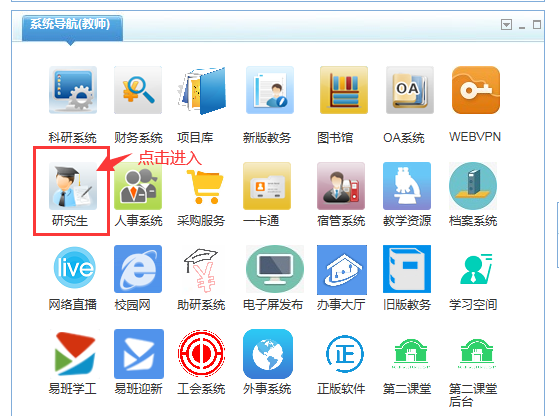 系统导航(教师)
科研系统 财务系统 项目库 新版教务 图书馆 OA系统 WEBVPN
OA
点击进入
研究生 人事系统 采购服务 一卡通 宿管系统 教学资源 档案系统
live
网络直播 校园网 助研系统 电子屏发布 办事大厅 旧版教务 学习空间
正
易班学工 易班迎新 工会系统 外事系统 正版软件 第二课堂 第二课堂
后台